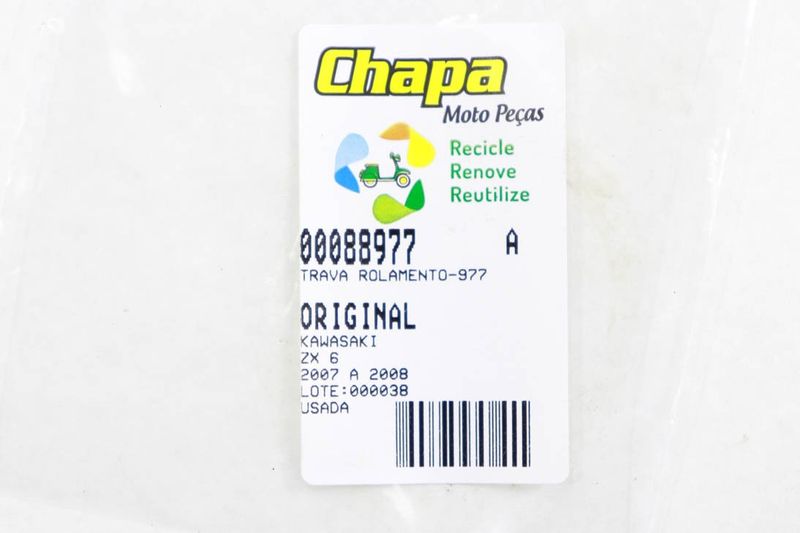 Chapa
Moto Peças
Recicle
Renove
Reutilize
00088977 A
TRAVA ROLAMENTO-977
ORIGINAL
KAWASAKI
ZX 6
2007 A 2008
LOTE:000038
USADA